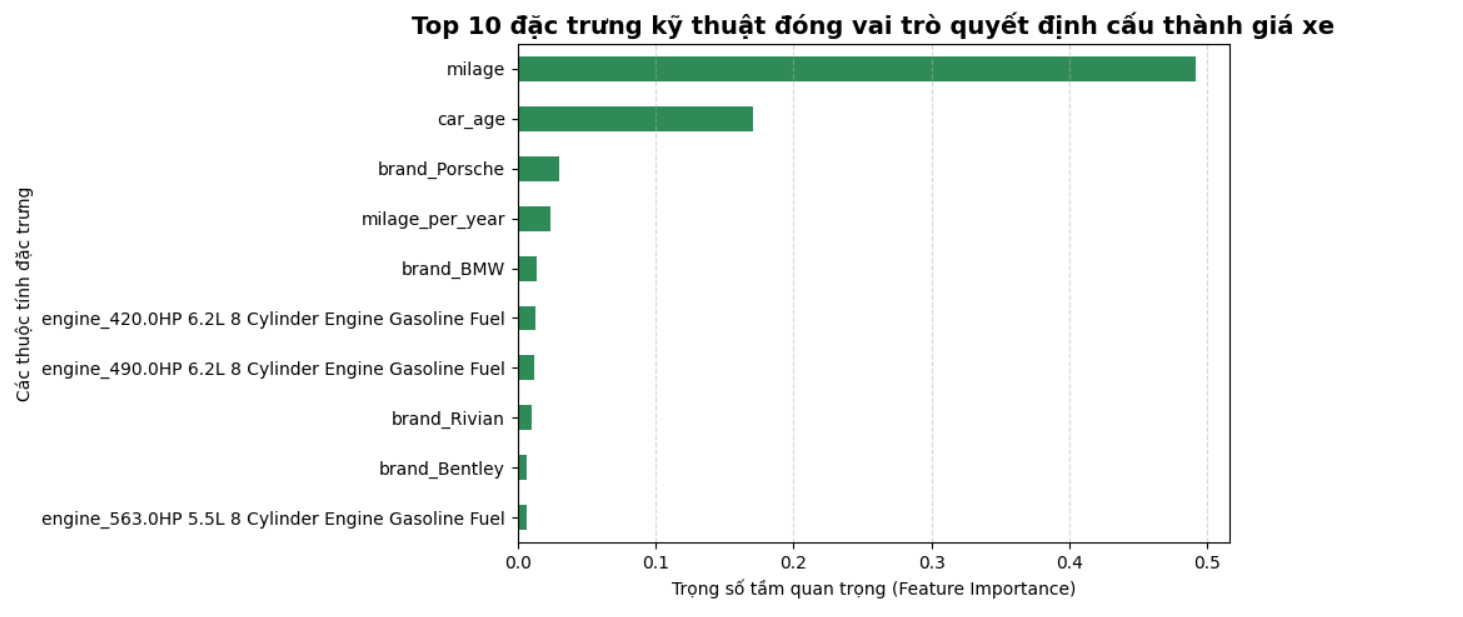 Top 10 đặc trưng kỹ thuật đóng vai trò quyết định cấu thành giá xe
Các thuộc tính đặc trưng
milage
car_age
brand_Porsche
milage_per_year
brand_BMW
engine_420.0HP 6.2L 8 Cylinder Engine Gasoline Fuel
engine_490.0HP 6.2L 8 Cylinder Engine Gasoline Fuel
brand_Rivian
brand_Bentley
engine_563.0HP 5.5L 8 Cylinder Engine Gasoline Fuel
0.0 0.1 0.2 0.3 0.4 0.5
Trọng số tầm quan trọng (Feature Importance)